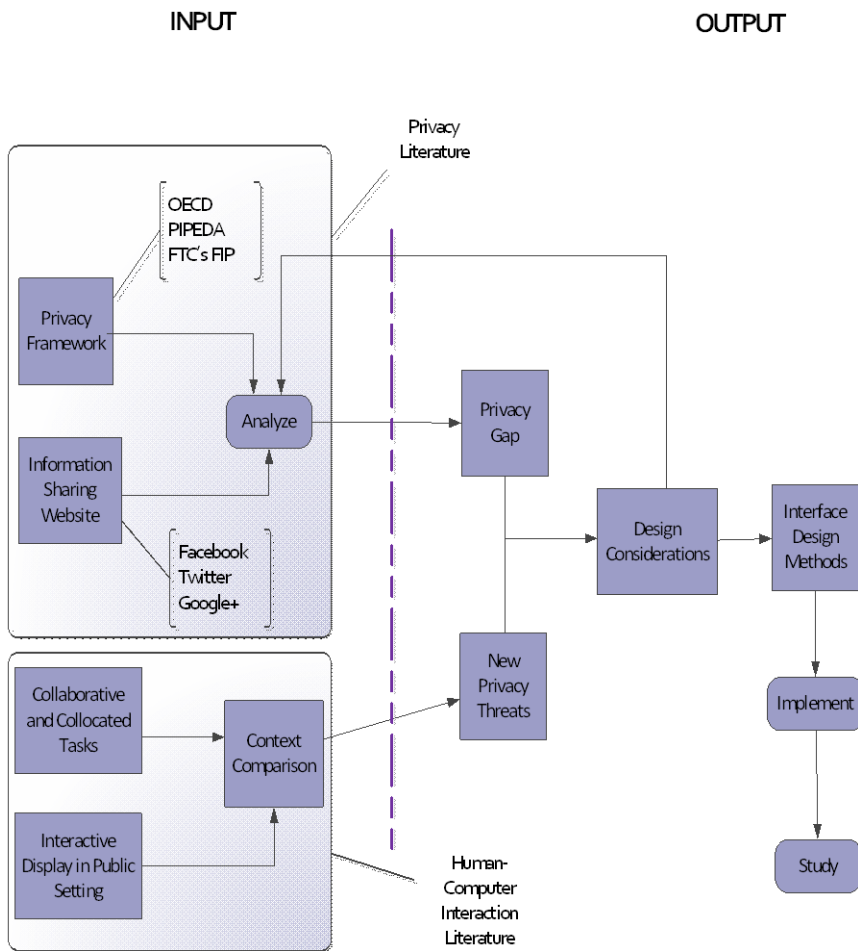 INPUT
OUTPUT
Privacy
Literature
OECD
PIPEDA
FTC's FIP
Privacy
Framework
Analyze
Privacy
Gap
Information
Sharing
Website
Facebook
Twitter
Google+
Design
Considerations
Interface
Design
Methods
Collaborative
and Collocated
Tasks
Context
Comparison
New
Privacy
Threats
Implement
Interactive
Display in Public
Setting
Human-
Computer
Interaction
Literature
Study